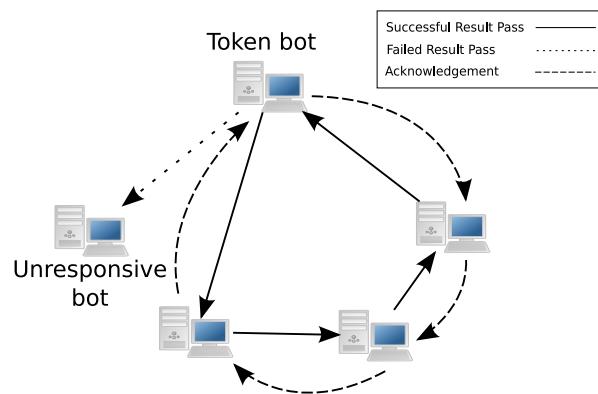 Token bot
Successful Result Pass
Failed Result Pass
Acknowledgement
Unresponsive
bot